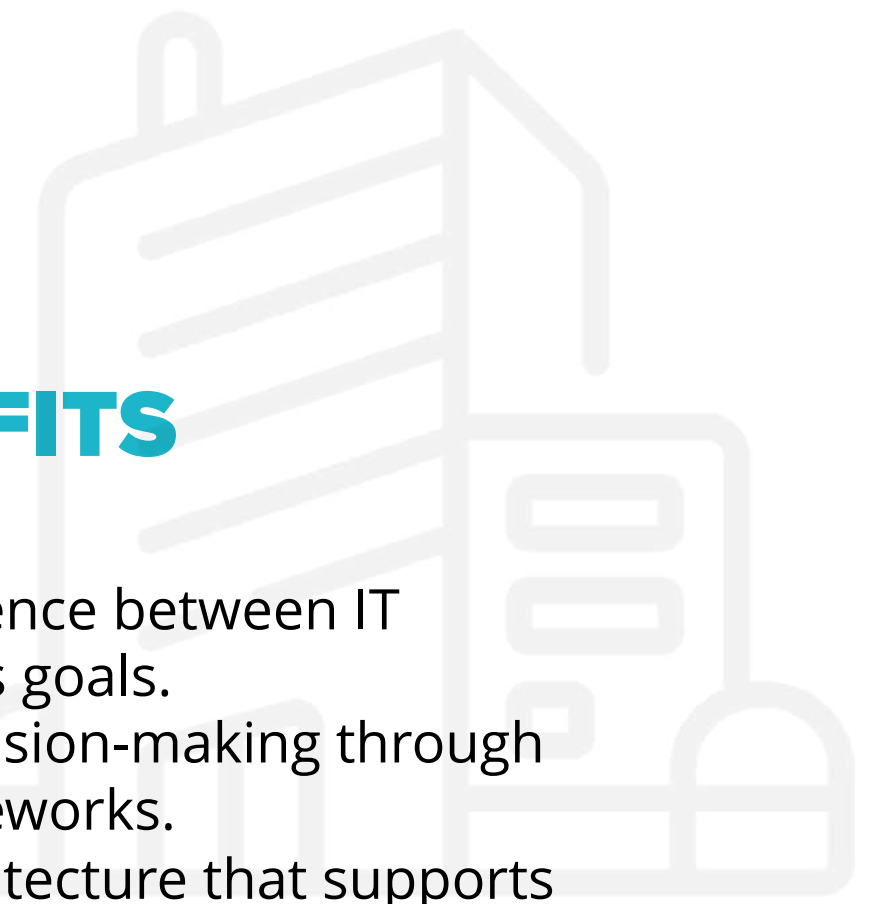 FITS
ence between IT
s goals.
sion-making through
eworks.
tecture that supports